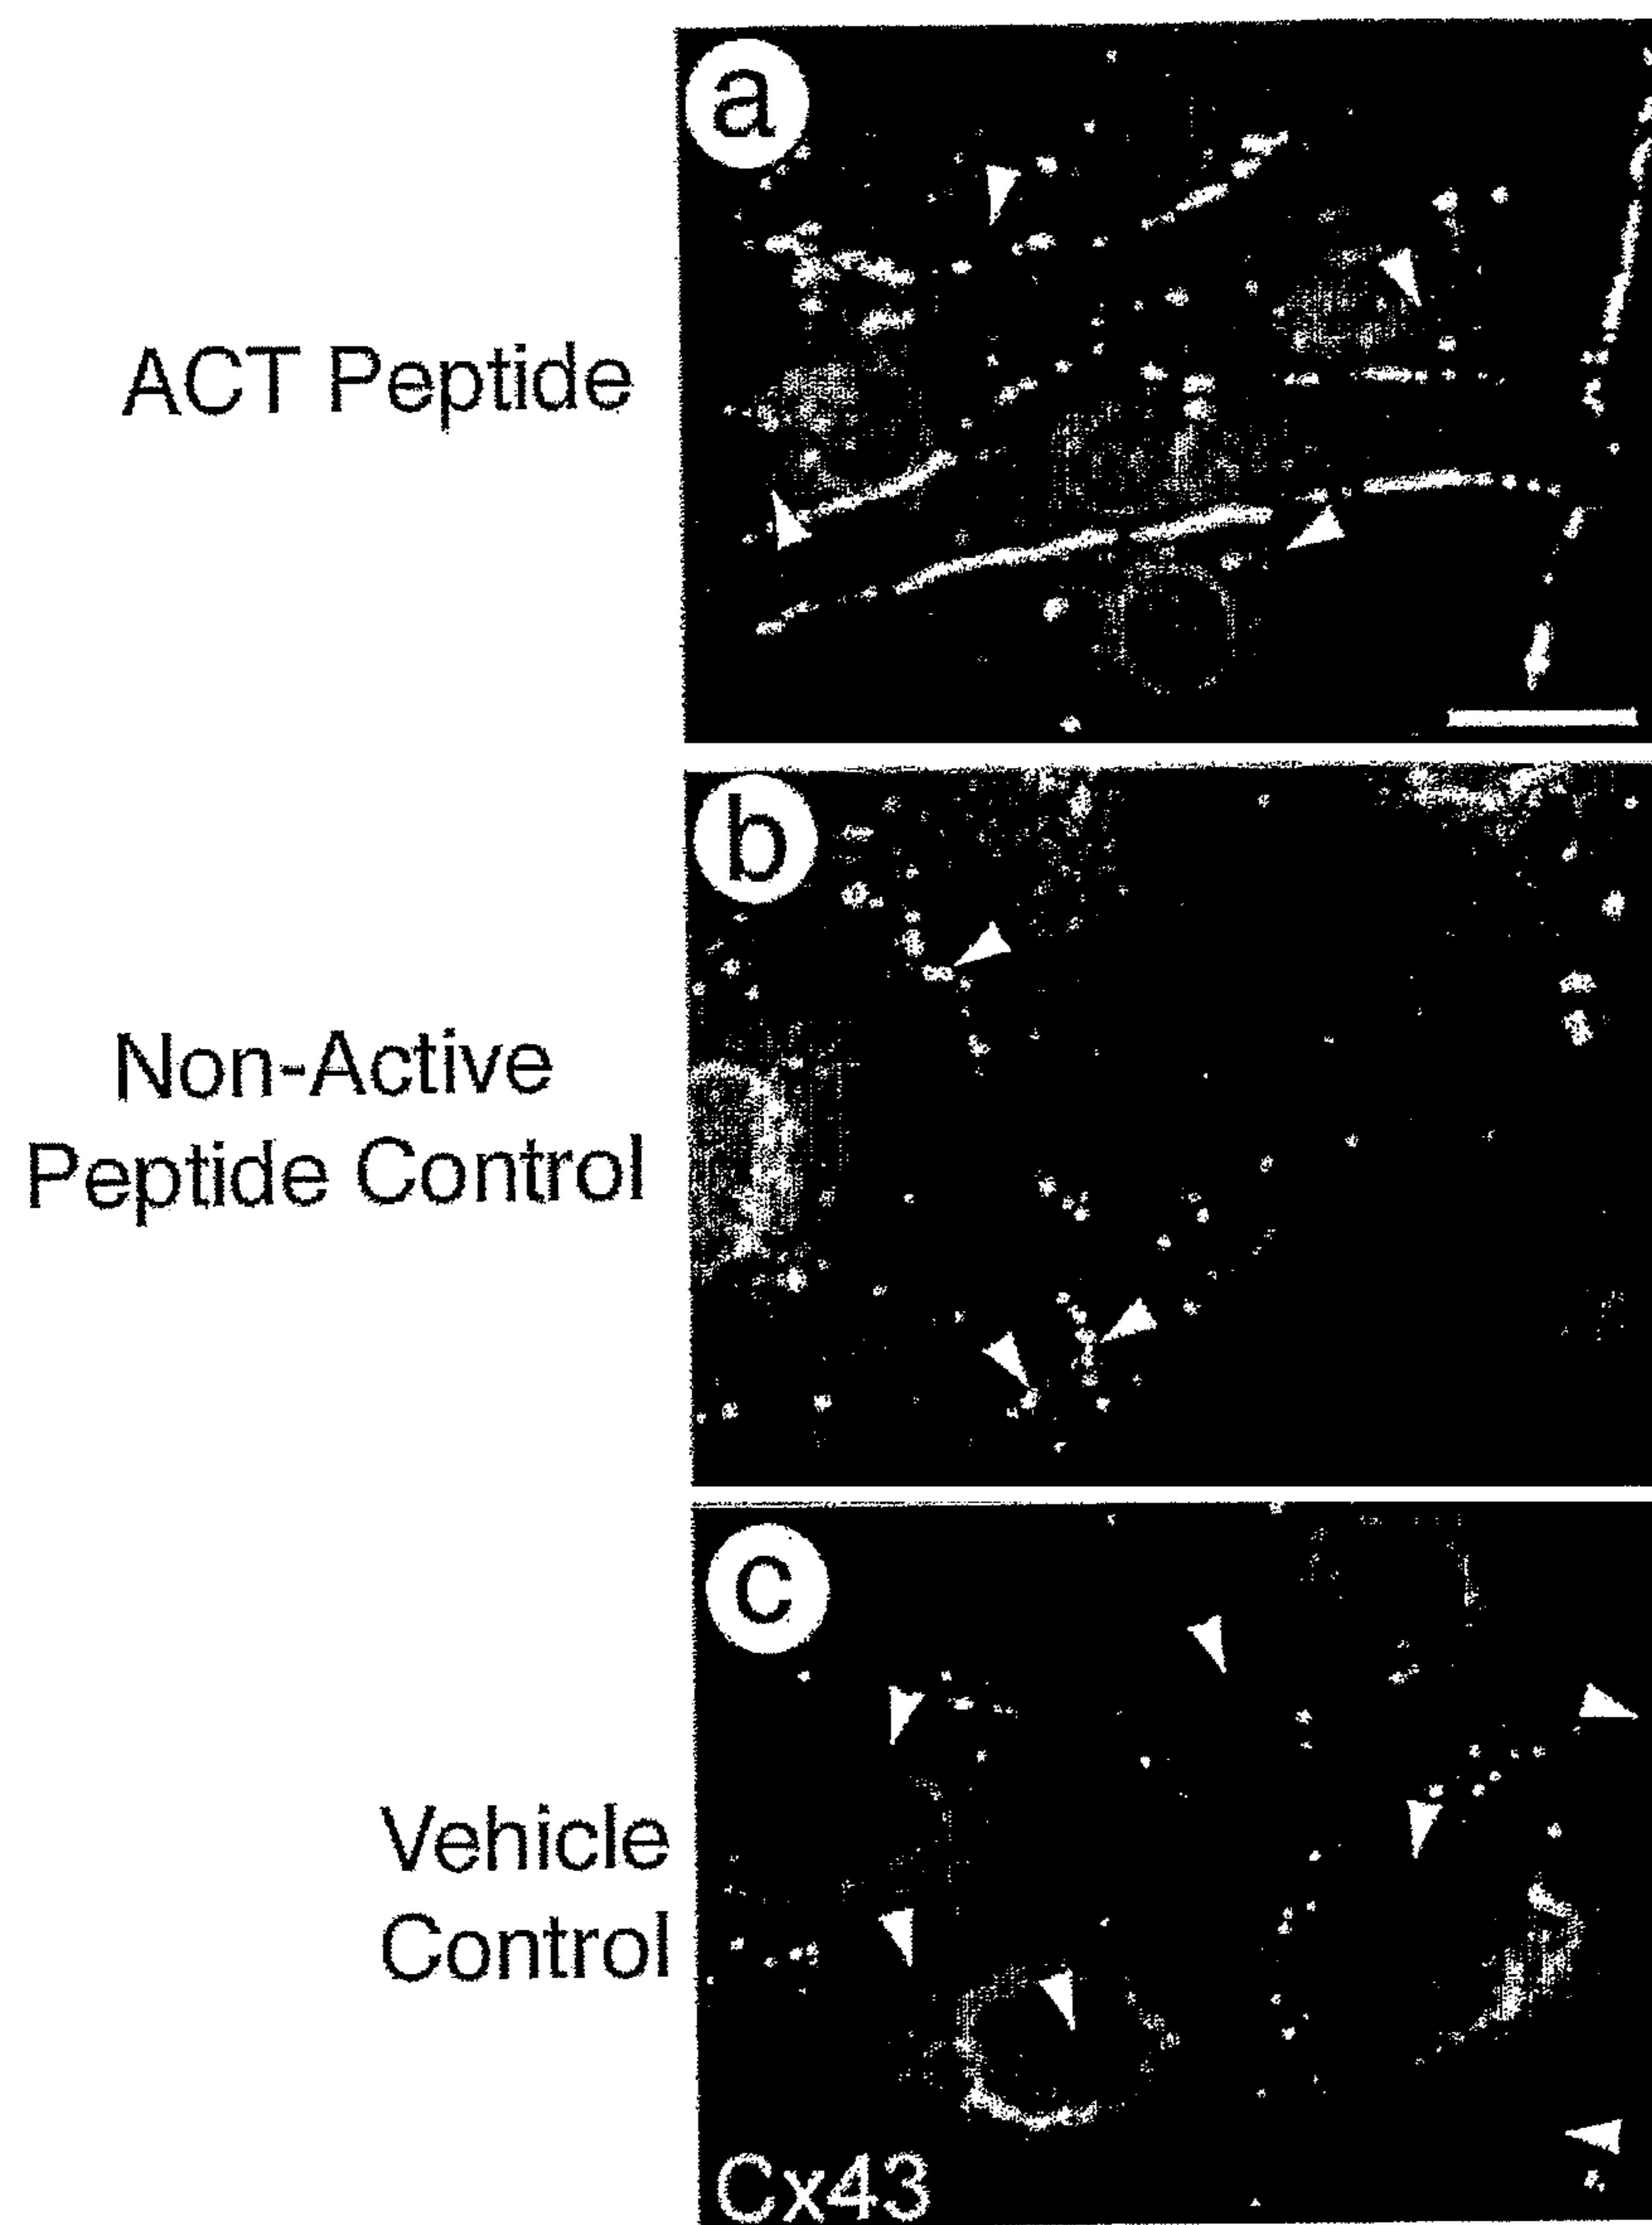 a
ACT Peptide
b
Non-Active
Peptide Control
c
Vehicle
Control
Cx43